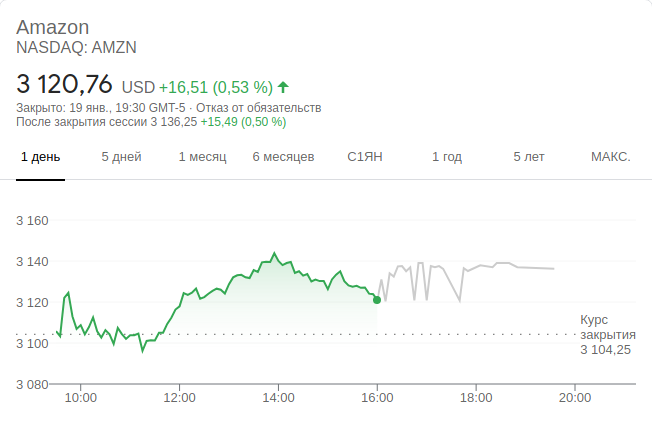 Amazon
NASDAQ: AMZN
3 120,76 USD +16,51 (0,53 %)
Закрыто: 19 янв., 19:30 GMT-5 · Отказ от обязательств
После закрытия сессии 3 136,25 +15,49 (0,50 %)
1 день 5 дней 1 месяц 6 месяцев С1ЯН 1 год 5 лет МАКС.
3 160
3 140
3 120
3 100
3 080
Курс
закрытия
3 104,25
10:00 12:00 14:00 16:00 18:00 20:00